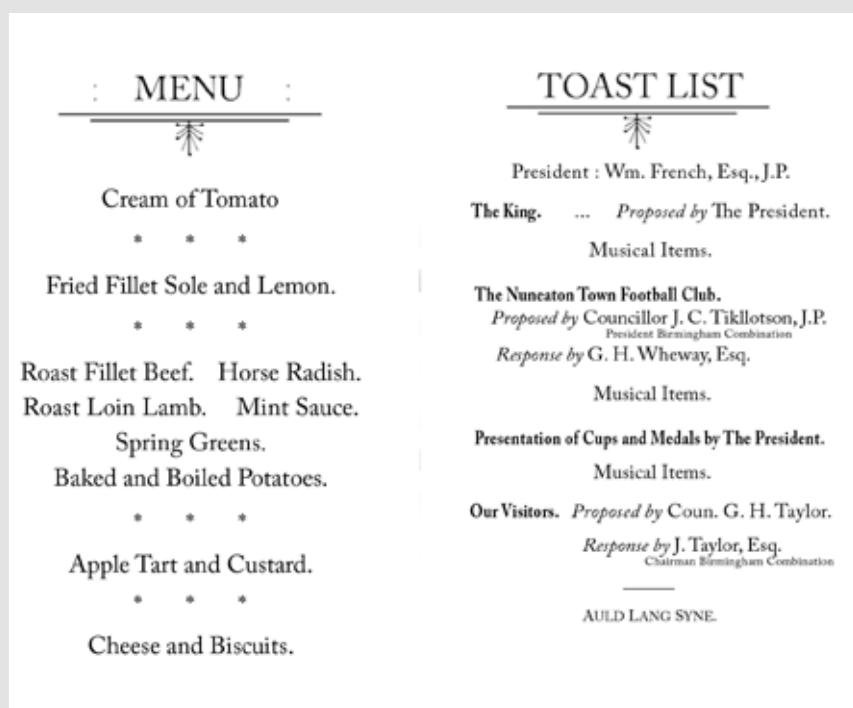 : MENU :
Cream of Tomato
* * *
Fried Fillet Sole and Lemon.
* * *
Roast Fillet Beef. Horse Radish.
Roast Loin Lamb. Mint Sauce.
Spring Greens.
Baked and Boiled Potatoes.
* * *
Apple Tart and Custard.
* * *
Cheese and Biscuits.
TOAST LIST
President : Wm. French, Esq., J.P.
The King. ... Proposed by The President.
Musical Items.
The Nuneaton Town Football Club.
Proposed by Councillor J. C. Tikllotson, J.P.
President Birmingham Combination
Response by G. H. Wheway, Esq.
Musical Items.
Presentation of Cups and Medals by The President.
Musical Items.
Our Visitors. Proposed by Coun. G. H. Taylor.
Response by J. Taylor, Esq.
Chairman Birmingham Combination
AULD LANG SYNE.